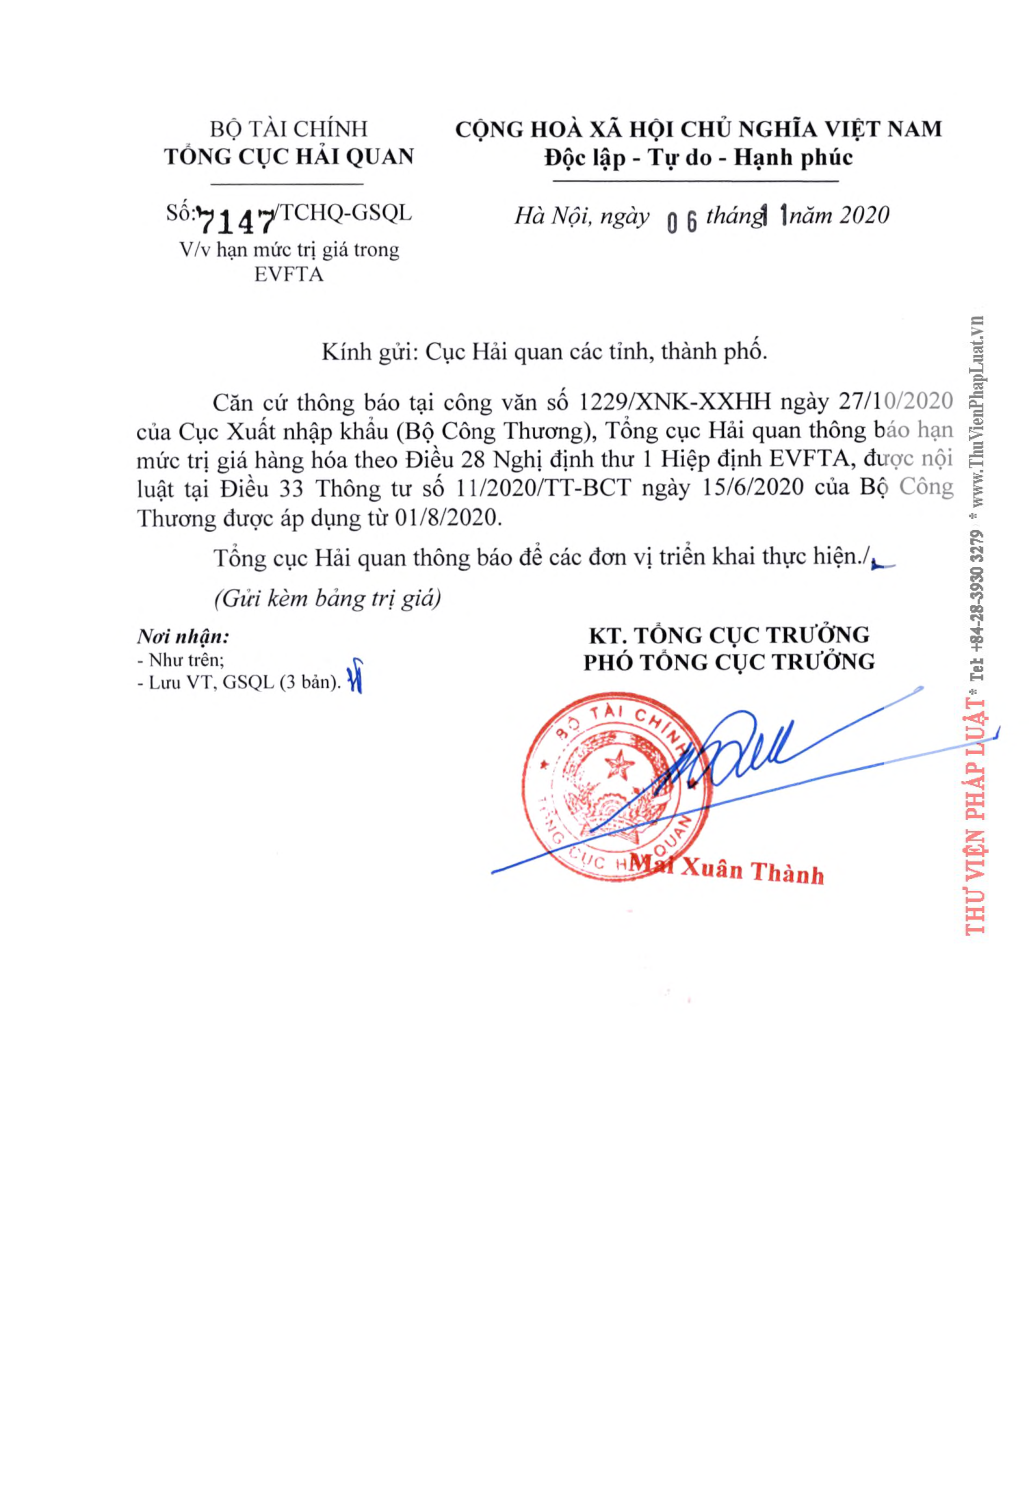 BỘ TÀI CHÍNH
TỔNG CỤC HẢI QUAN
CỘNG HOÀ XÃ HỘI CHỦ NGHĨA VIỆT NAM
Độc lập - Tự do - Hạnh phúc
Số: 7147/TCHQ-GSQL
V/v hạn mức trị giá trong
EVFTA
Hà Nội, ngày 06 tháng 11 năm 2020
Kính gửi: Cục Hải quan các tỉnh, thành phố.
Căn cứ thông báo tại công văn số 1229/XNK-XXHH ngày 27/10/2020
của Cục Xuất nhập khẩu (Bộ Công Thương), Tổng cục Hải quan thông báo hạn
mức trị giá hàng hóa theo Điều 28 Nghị định thư 1 Hiệp định EVFTA, được nội
luật tại Điều 33 Thông tư số 11/2020/TT-BCT ngày 15/6/2020 của Bộ Công
Thương được áp dụng từ 01/8/2020.
Tổng cục Hải quan thông báo để các đơn vị triển khai thực hiện./.
(Gửi kèm bảng trị giá)
Nơi nhận:
- Như trên;
- Lưu VT, GSQL (3 bản).
KT. TỔNG CỤC TRƯỞNG
PHÓ TỔNG CỤC TRƯỞNG
BỘ TÀI CHÍNH
TỔNG CỤC HẢI QUAN
Mai Xuân Thành
THƯ VIỆN PHÁP LUẬT * Tel: +84-28-3930 3279 * www.ThuVienPhapLuat.vn